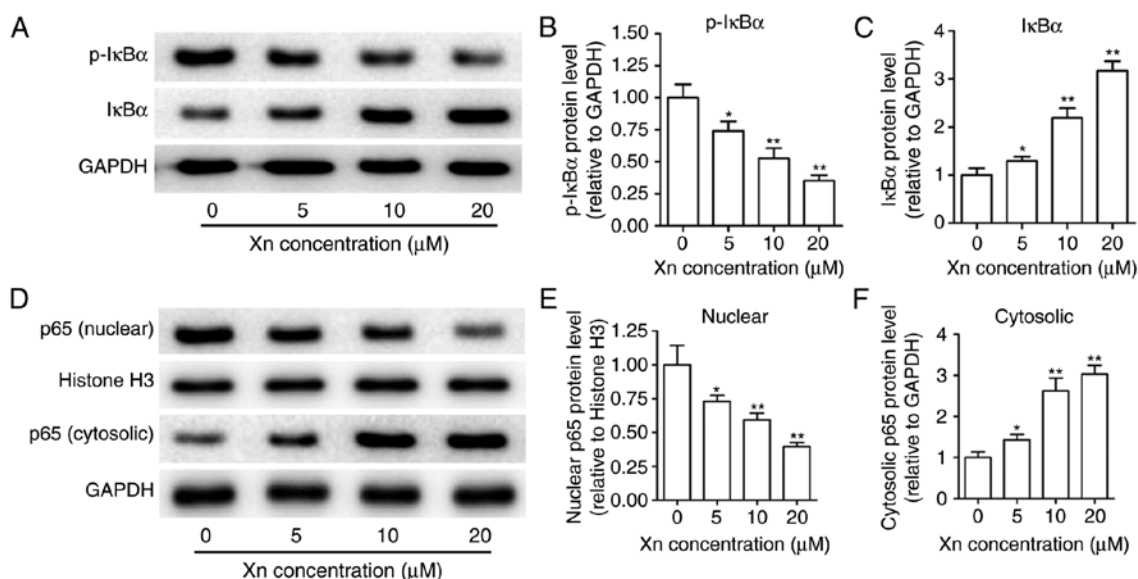 A
p-IκBα
IκBα
GAPDH
0 5 10 20
Xn concentration (μM)
B
p-IκBα
p-IκBα protein level
(relative to GAPDH)
1.25
1.00
0.75
0.50
0.25
0.00
*
**
**
0 5 10 20
Xn concentration (μM)
C
IκBα
IκBα protein level
(relative to GAPDH)
4
3
2
1
0
*
**
**
0 5 10 20
Xn concentration (μM)
D
p65 (nuclear)
Histone H3
p65 (cytosolic)
GAPDH
0 5 10 20
Xn concentration (μM)
E
Nuclear
Nuclear p65 protein level
(relative to Histone H3)
1.25
1.00
0.75
0.50
0.25
0.00
*
**
**
0 5 10 20
Xn concentration (μM)
F
Cytosolic
Cytosolic p65 protein level
(relative to GAPDH)
4
3
2
1
0
*
**
**
0 5 10 20
Xn concentration (μM)